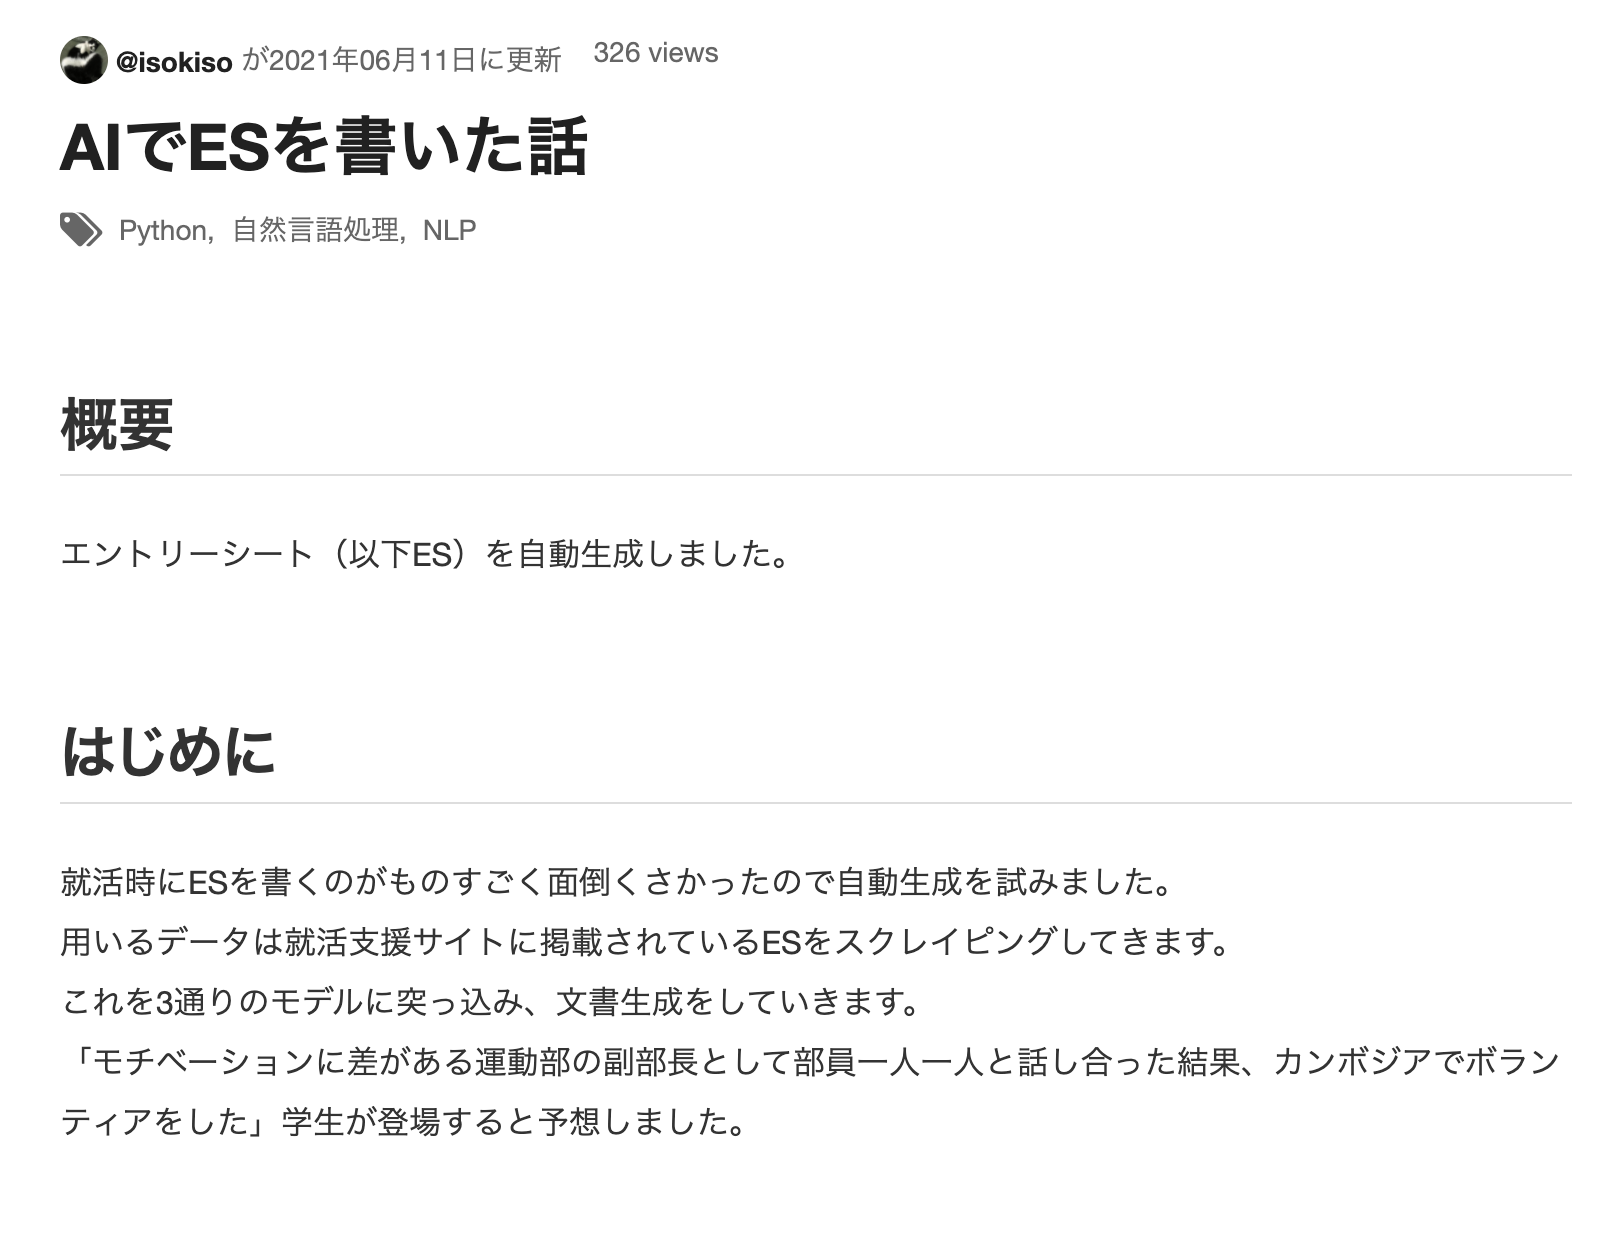 @isokiso が2021年06月11日に更新 326 views
AIでESを書いた話
Python, 自然言語処理, NLP
概要
エントリーシート（以下ES）を自動生成しました。
はじめに
就活時にESを書くのがものすごく面倒くさかったので自動生成を試みました。
用いるデータは就活支援サイトに掲載されているESをスクレイピングしてきます。
これを3通りのモデルに突っ込み、文書生成をしていきます。
「モチベーションに差がある運動部の副部長として部員一人一人と話し合った結果、カンボジアでボラン
ティアをした」学生が登場すると予想しました。